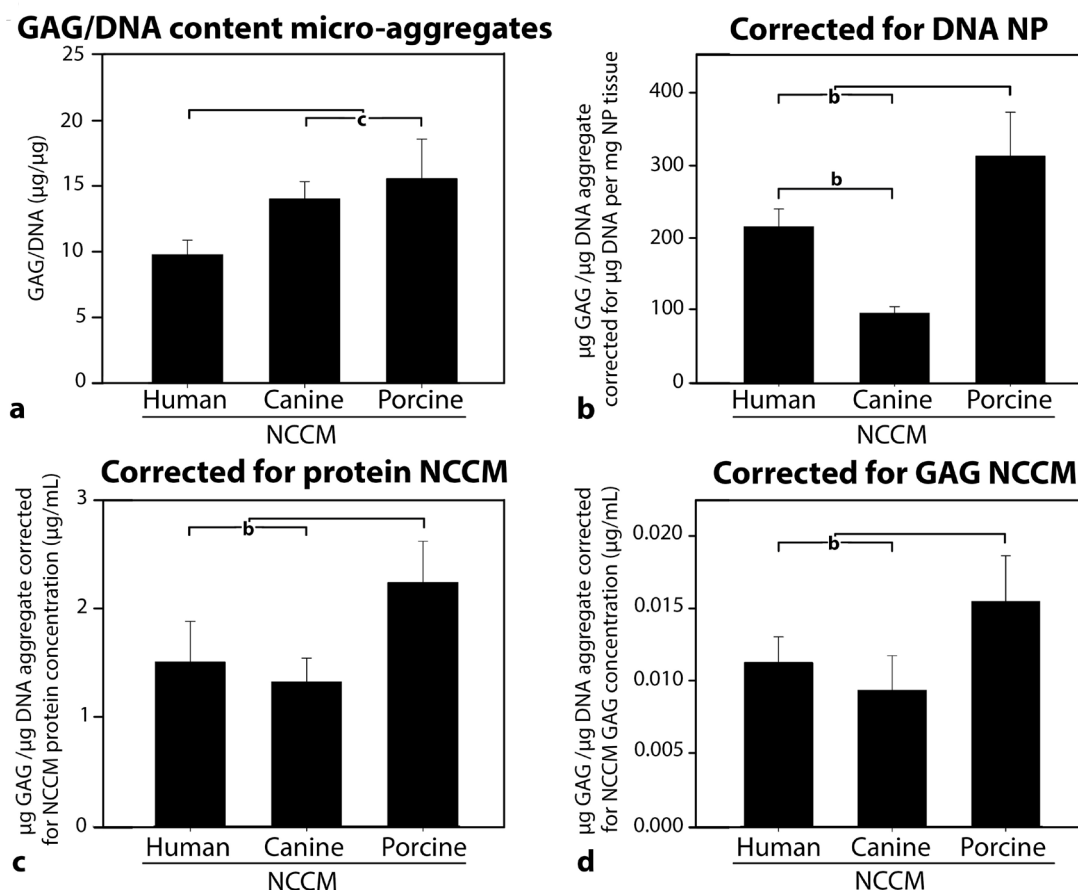 GAG/DNA content micro-aggregates
GAG/DNA (µg/µg)
25
20
15
10
5
0
c
Human Canine Porcine
NCCM
a
Corrected for DNA NP
µg GAG /µg DNA aggregate
corrected for µg DNA per mg NP tissue
400
300
200
100
0
b
b
Human Canine Porcine
NCCM
b
Corrected for protein NCCM
µg GAG /µg DNA aggregate corrected
for NCCM protein concentration (µg/mL)
3
2
1
0
b
Human Canine Porcine
NCCM
c
Corrected for GAG NCCM
µg GAG /µg DNA aggregate corrected
for NCCM GAG concentration (µg/mL)
0.020
0.015
0.010
0.005
0.000
b
Human Canine Porcine
NCCM
d